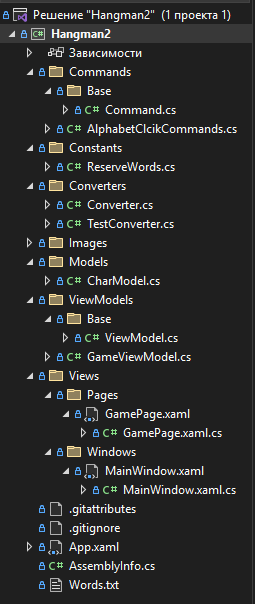 Решение "Hangman2" (1 проекта 1)
C# Hangman2
Зависимости
Commands
Base
C# Command.cs
C# AlphabetClcikCommands.cs
Constants
C# ReserveWords.cs
Converters
C# Converter.cs
C# TestConverter.cs
Images
Models
C# CharModel.cs
ViewModels
Base
C# ViewModel.cs
C# GameViewModel.cs
Views
Pages
GamePage.xaml
C# GamePage.xaml.cs
Windows
MainWindow.xaml
C# MainWindow.xaml.cs
.gitattributes
.gitignore
App.xaml
C# AssemblyInfo.cs
Words.txt